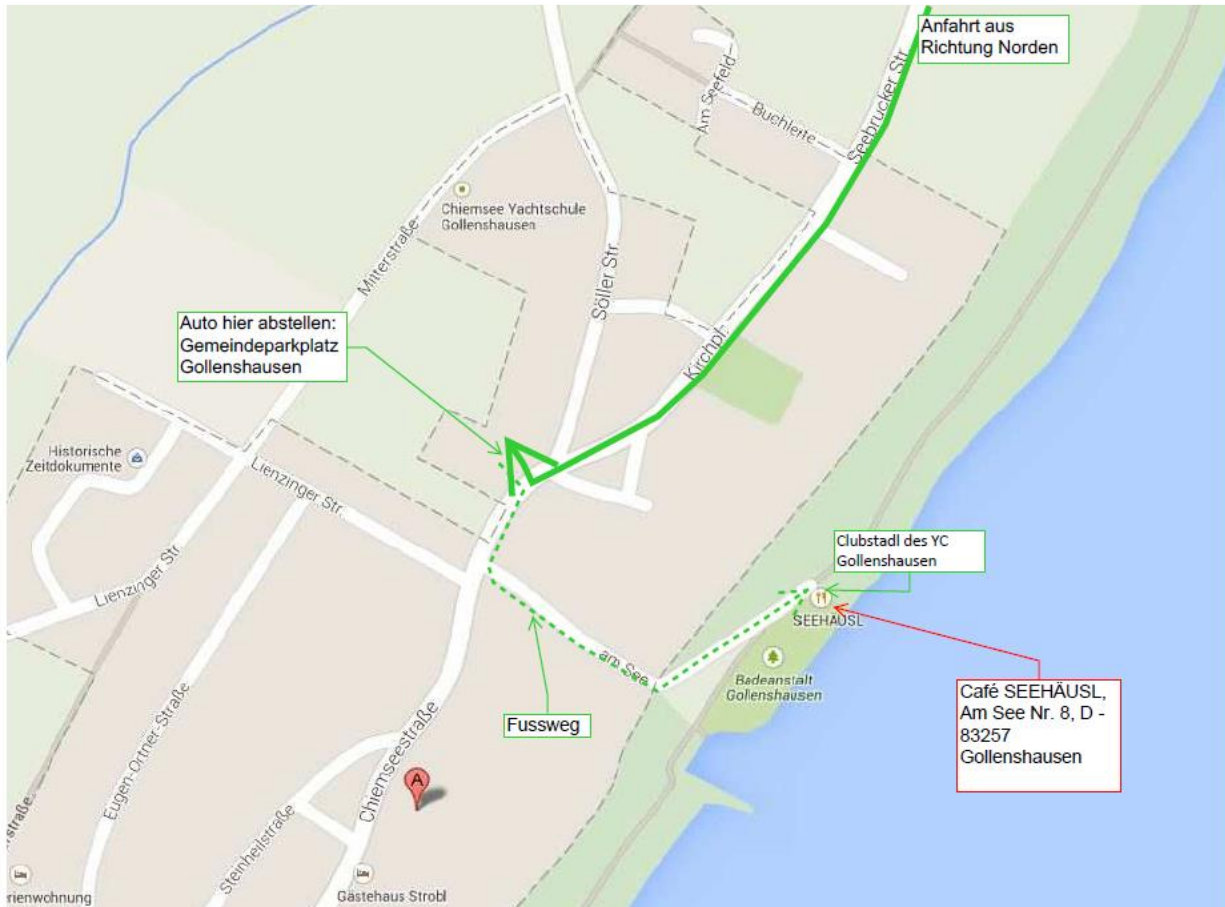 Anfahrt aus
Richtung Norden
Seebrucker Str.
Am Seefeld
Buchleite
Chiemsee Yachtschule
Gollenshausen
Mitterstraße
Söller Str.
Auto hier abstellen:
Gemeindeparkplatz
Gollenshausen
Kirchpl.
Historische
Zeitdokumente
Lienzinger Str.
Lienzinger Str
Clubstadl des YC
Gollenshausen
SEEHÄUSL
am See
Badeanstalt
Gollenshausen
Café SEEHÄUSL,
Am See Nr. 8, D -
83257
Gollenshausen
Fussweg
Eugen-Ortner-Straße
Chiemseestraße
A
Steinheilstraße
erstraße
rienwohnung
Gästehaus Strobl